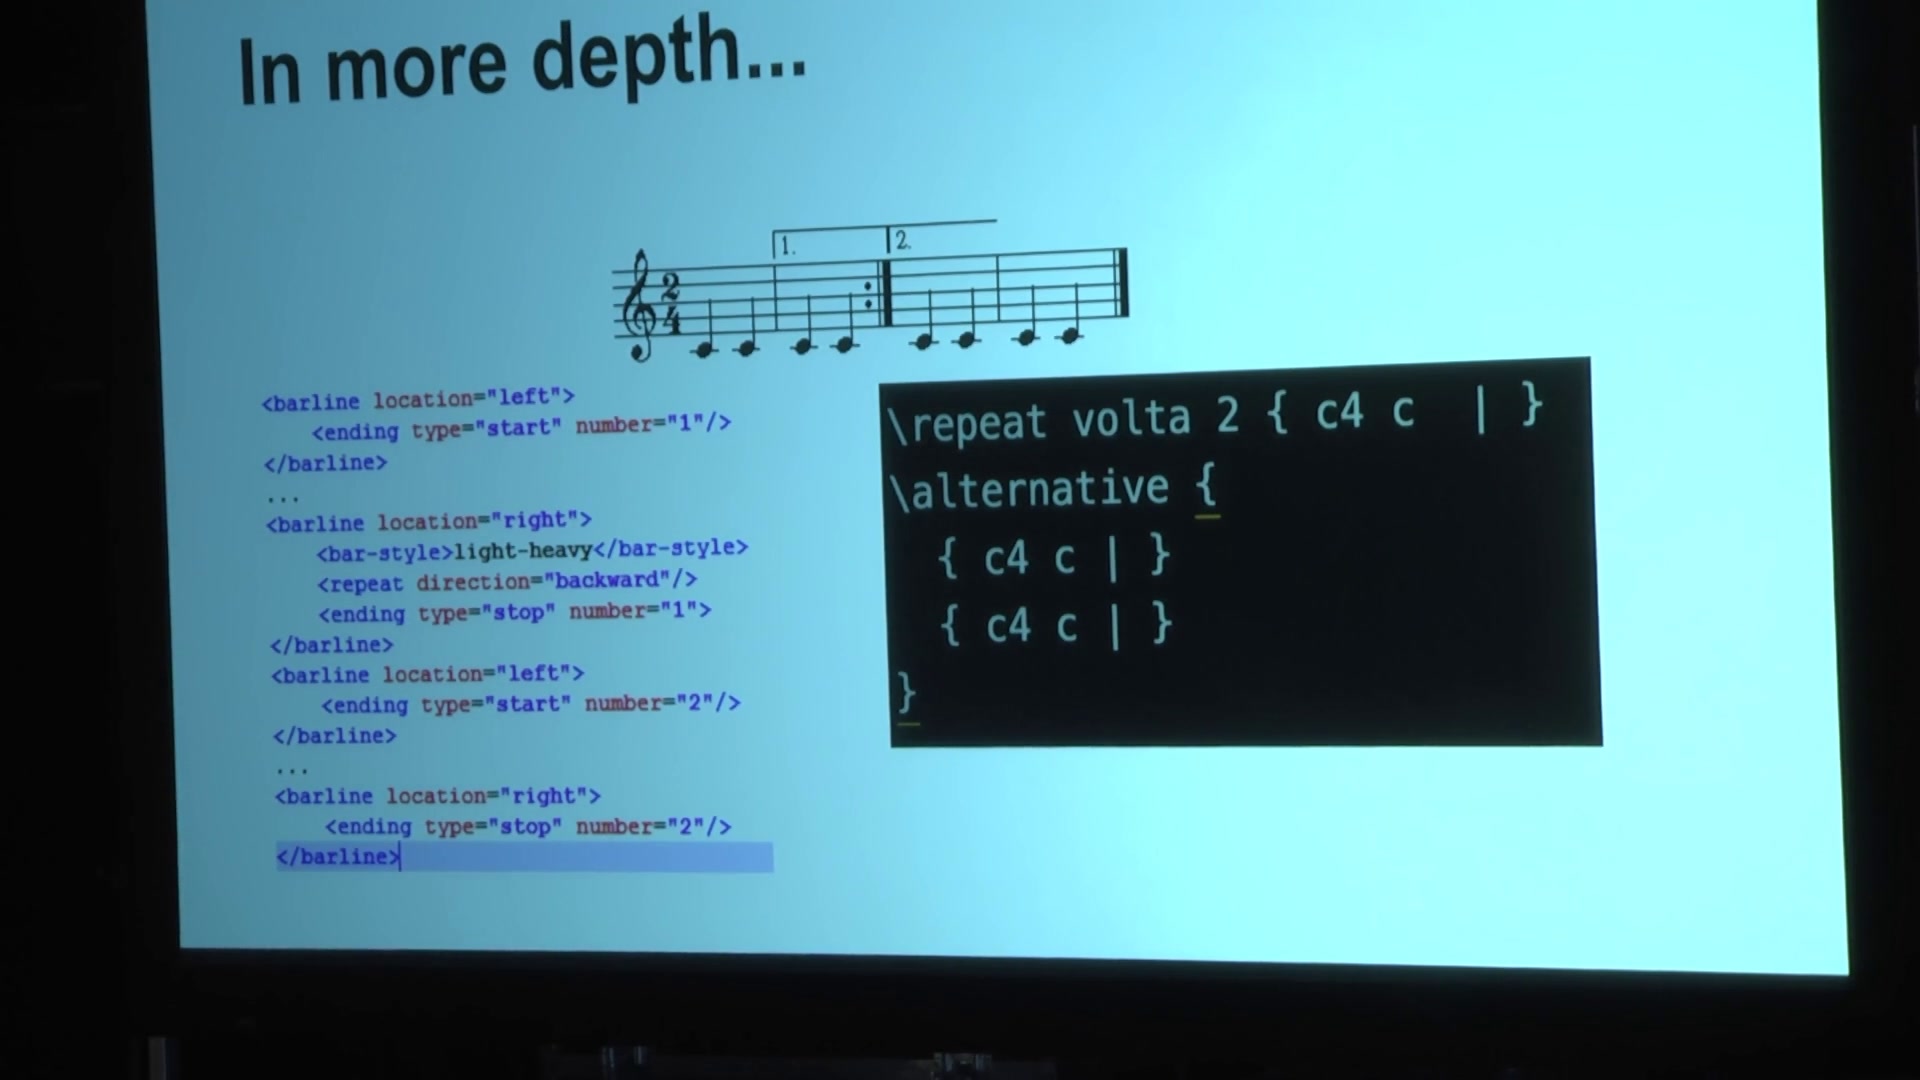 In more depth...
1.
2.
2
4
<barline location="left">
<ending type="start" number="1"/>
</barline>
...
<barline location="right">
<bar-style>light-heavy</bar-style>
<repeat direction="backward"/>
<ending type="stop" number="1">
</barline>
<barline location="left">
<ending type="start" number="2"/>
</barline>
...
<barline location="right">
<ending type="stop" number="2"/>
</barline>
\repeat volta 2 { c4 c | }
\alternative {
{ c4 c | }
{ c4 c | }
}